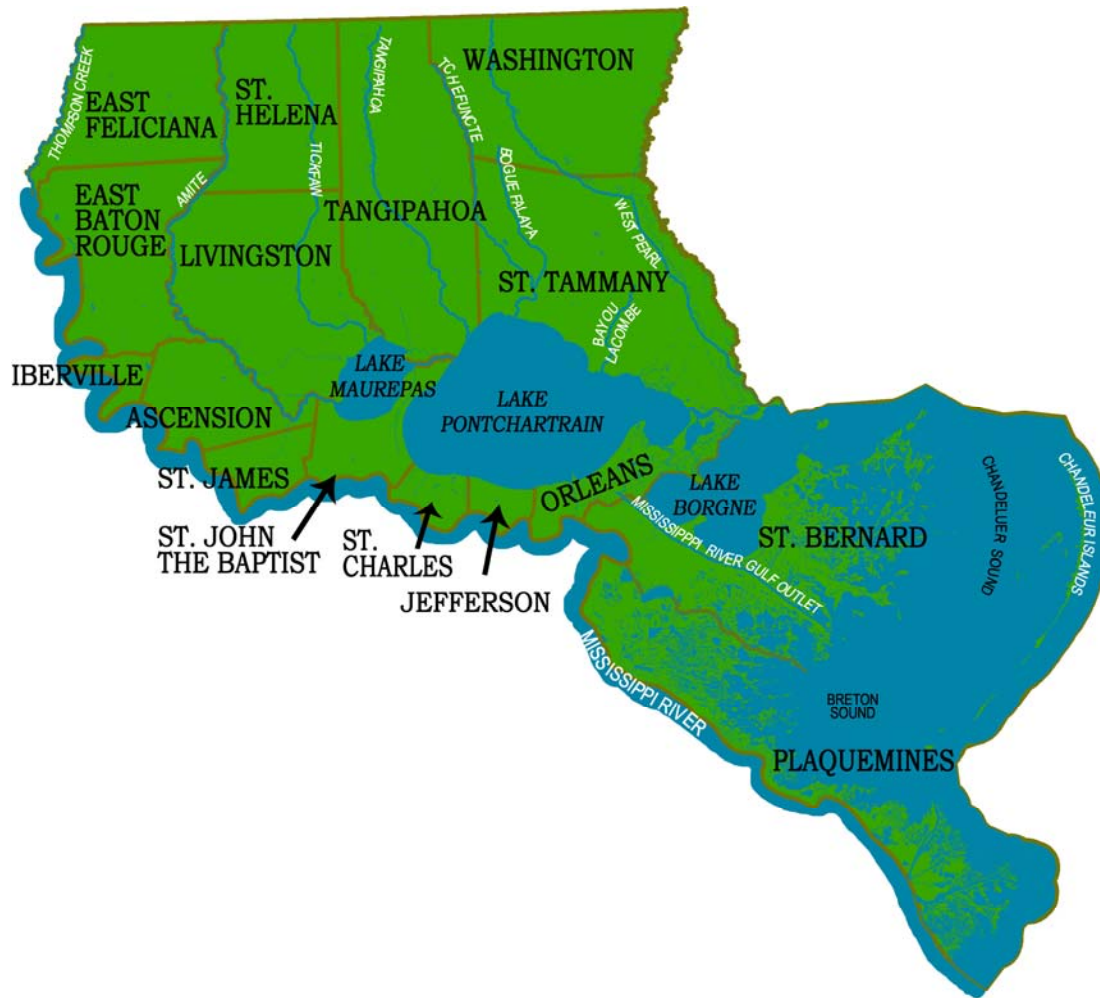 WASHINGTON
THOMPSON CREEK
EAST
FELICIANA
ST.
HELENA
TANGIPAHOA
TCHEFUNCTE
TICKFAW
BOGUE FALAYA
AMITE
EAST
BATON
ROUGE
LIVINGSTON
TANGIPAHOA
WEST PEARL
ST. TAMMANY
BAYOU
LACOMBE
IBERVILLE
LAKE
MAUREPAS
LAKE
PONTCHARTRAIN
ASCENSION
ST. JAMES
ORLEANS
LAKE
BORGNE
CHANDELUER SOUND
CHANDELEUR ISLANDS
ST. JOHN
THE BAPTIST
ST.
CHARLES
JEFFERSON
MISSISSIPPPI RIVER GULF OUTLET
ST. BERNARD
MISSISSIPPI RIVER
BRETON
SOUND
PLAQUEMINES